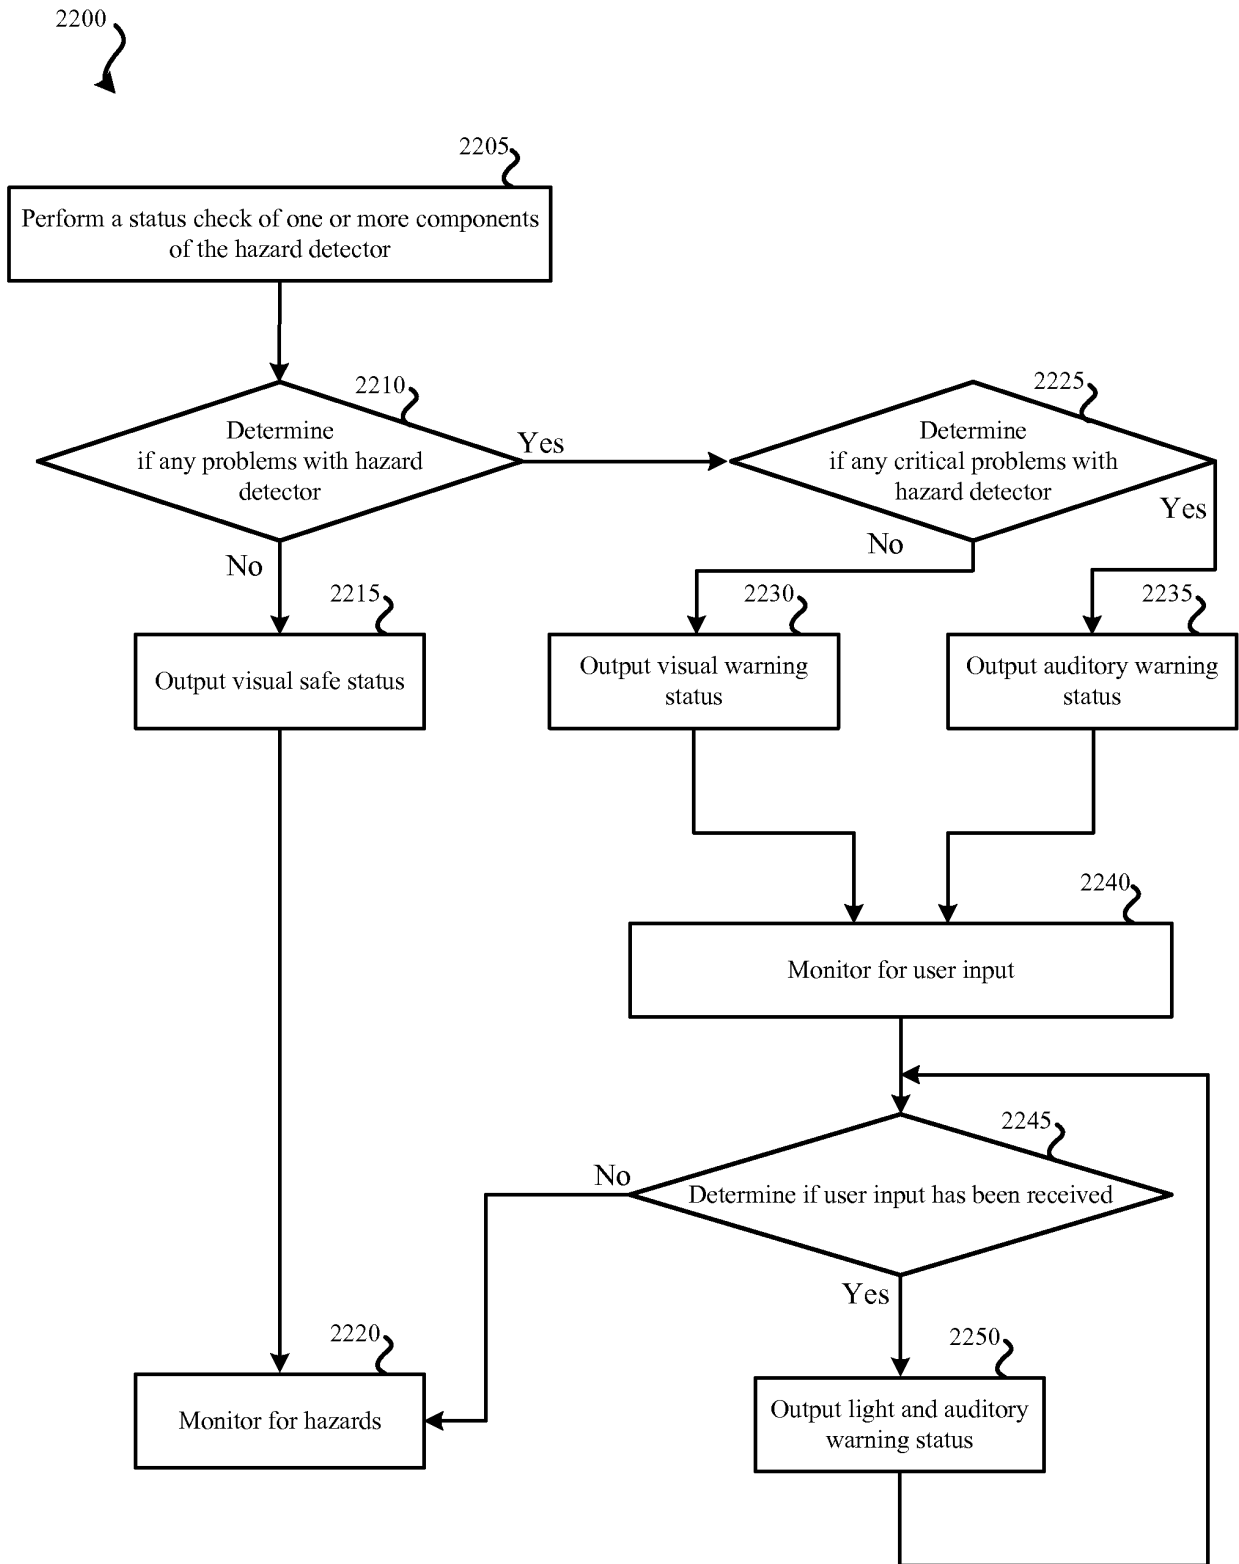 2200
2205
Perform a status check of one or more components
of the hazard detector
2210
Determine
if any problems with hazard
detector
Yes
No
2225
Determine
if any critical problems with
hazard detector
No
Yes
2215
Output visual safe status
2230
Output visual warning
status
2235
Output auditory warning
status
2240
Monitor for user input
2245
Determine if user input has been received
No
Yes
2220
Monitor for hazards
2250
Output light and auditory
warning status